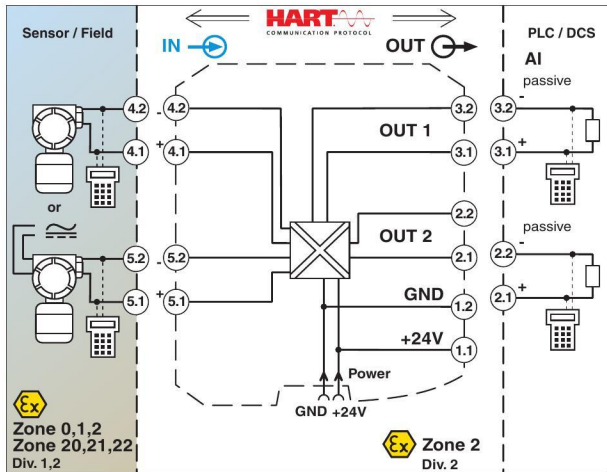 Sensor / Field
HART
COMMUNICATION PROTOCOL
PLC / DCS
IN
OUT
AI
passive
4.2
-
4.2
3.2
3.2
-
OUT 1
4.1
+
4.1
3.1
3.1
+
or
2.2
passive
OUT 2
5.2
-
5.2
2.1
2.2
-
GND
5.1
+
5.1
1.2
2.1
+
+24V
1.1
Power
GND +24V
Ex
Zone 0,1,2
Zone 20,21,22
Div. 1,2
Ex
Zone 2
Div. 2